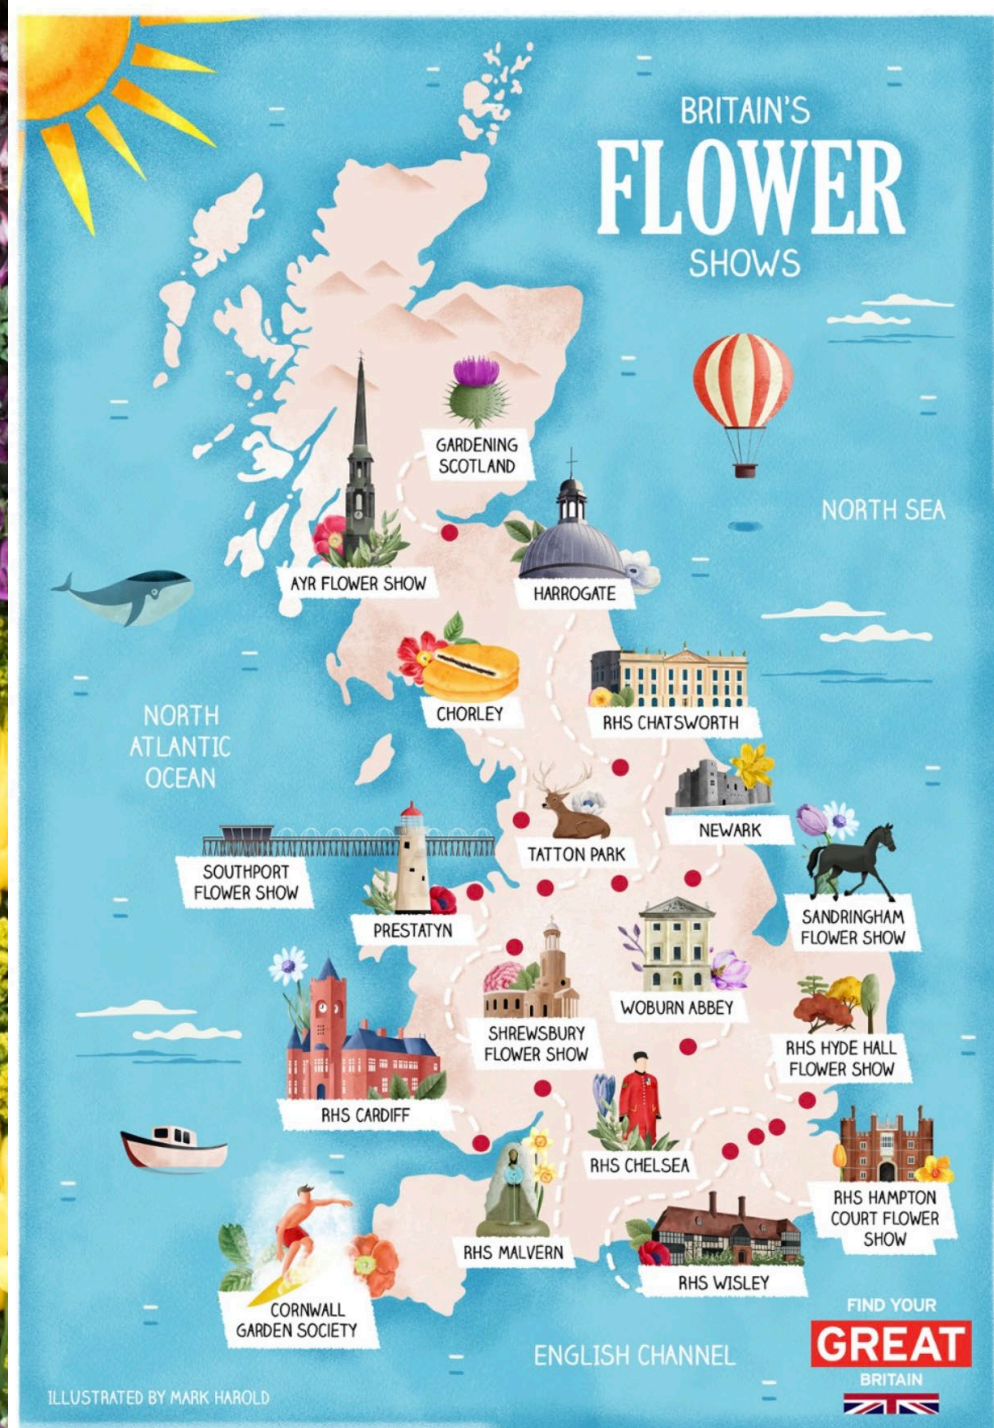 BRITAIN'S
FLOWER
SHOWS
GARDENING
SCOTLAND
NORTH SEA
AYR FLOWER SHOW
HARROGATE
CHORLEY
RHS CHATSWORTH
NORTH
ATLANTIC
OCEAN
NEWARK
TATTON PARK
SOUTHPORT
FLOWER SHOW
PRESTATYN
SANDRINGHAM
FLOWER SHOW
WOBURN ABBEY
SHREWSBURY
FLOWER SHOW
RHS HYDE HALL
FLOWER SHOW
RHS CARDIFF
RHS CHELSEA
RHS HAMPTON
COURT FLOWER
SHOW
RHS MALVERN
RHS WISLEY
CORNWALL
GARDEN SOCIETY
FIND YOUR
GREAT
BRITAIN
ENGLISH CHANNEL
ILLUSTRATED BY MARK HAROLD